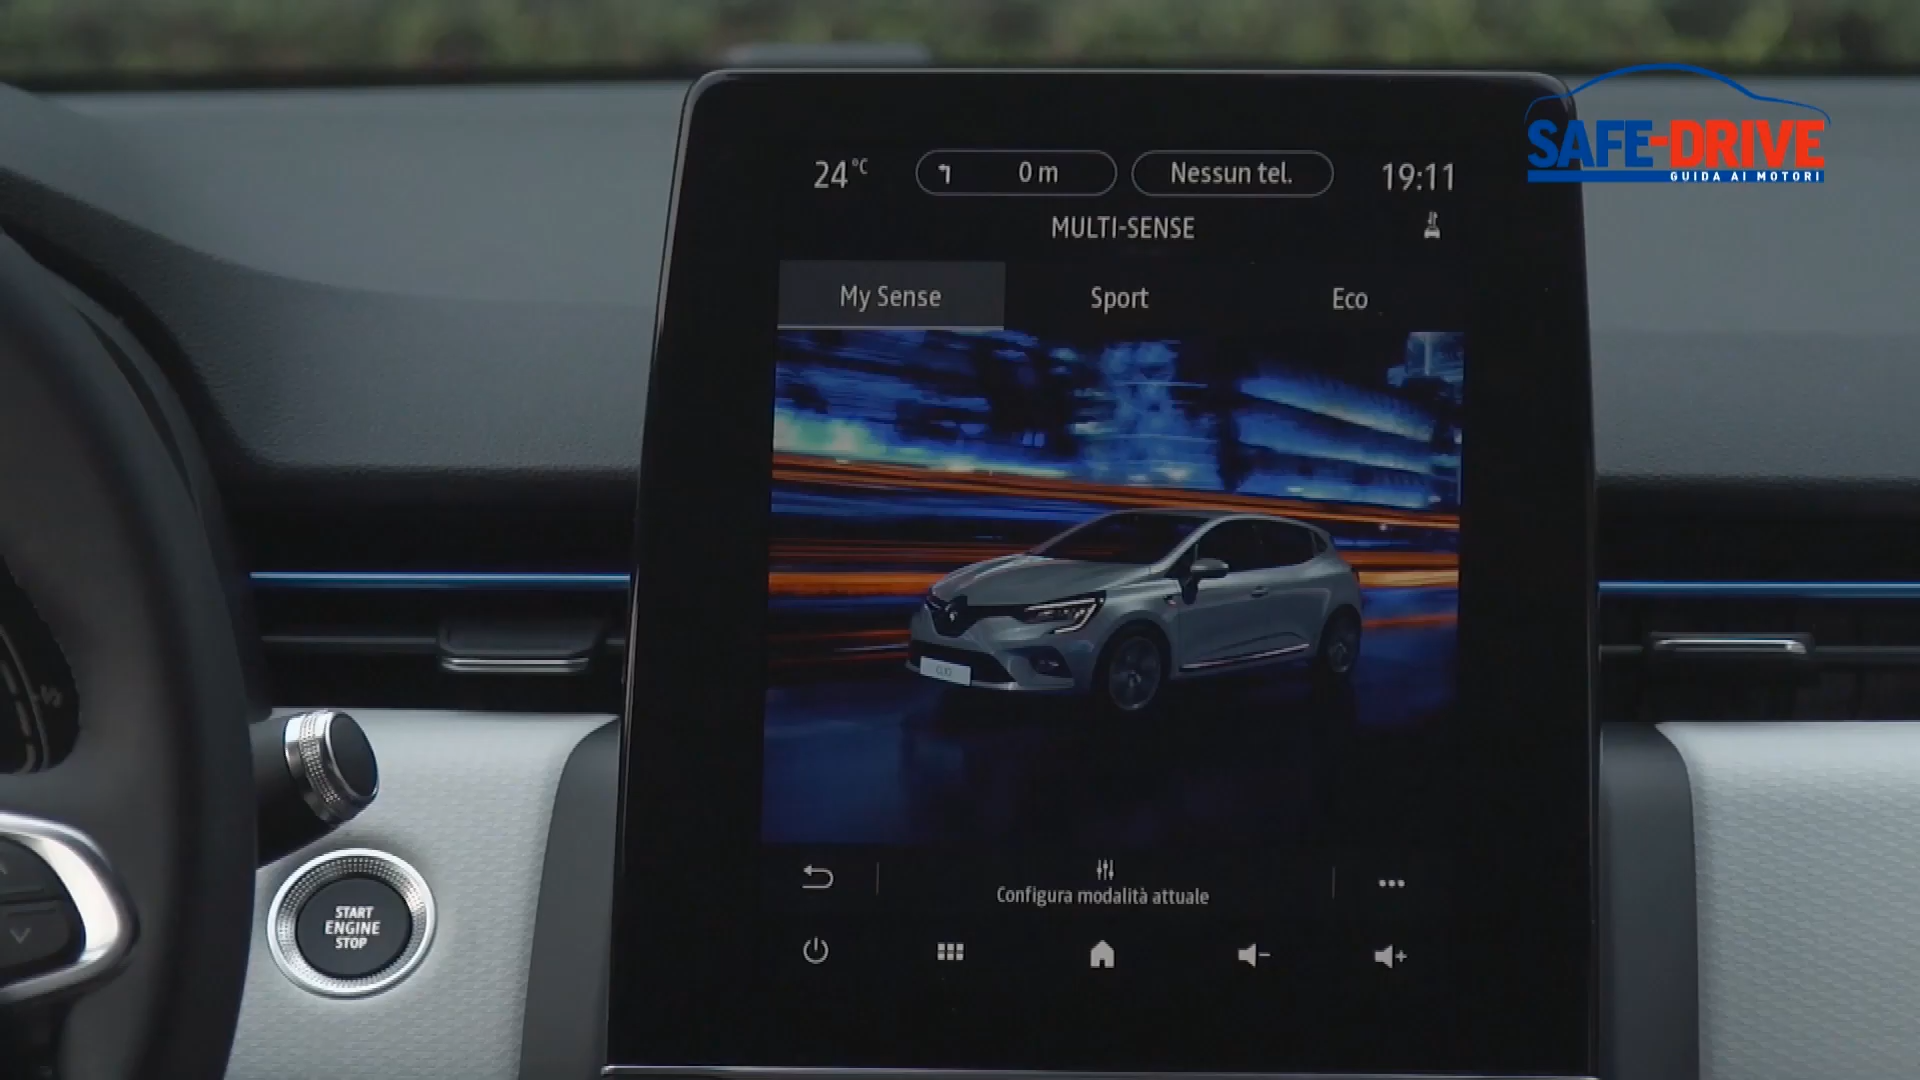 24°C
0 m
Nessun tel.
19:11
MULTI-SENSE
My Sense
Sport
Eco
CLIO
Configura modalità attuale
START
ENGINE
STOP
SAFE-DRIVE
GUIDA AI MOTORI